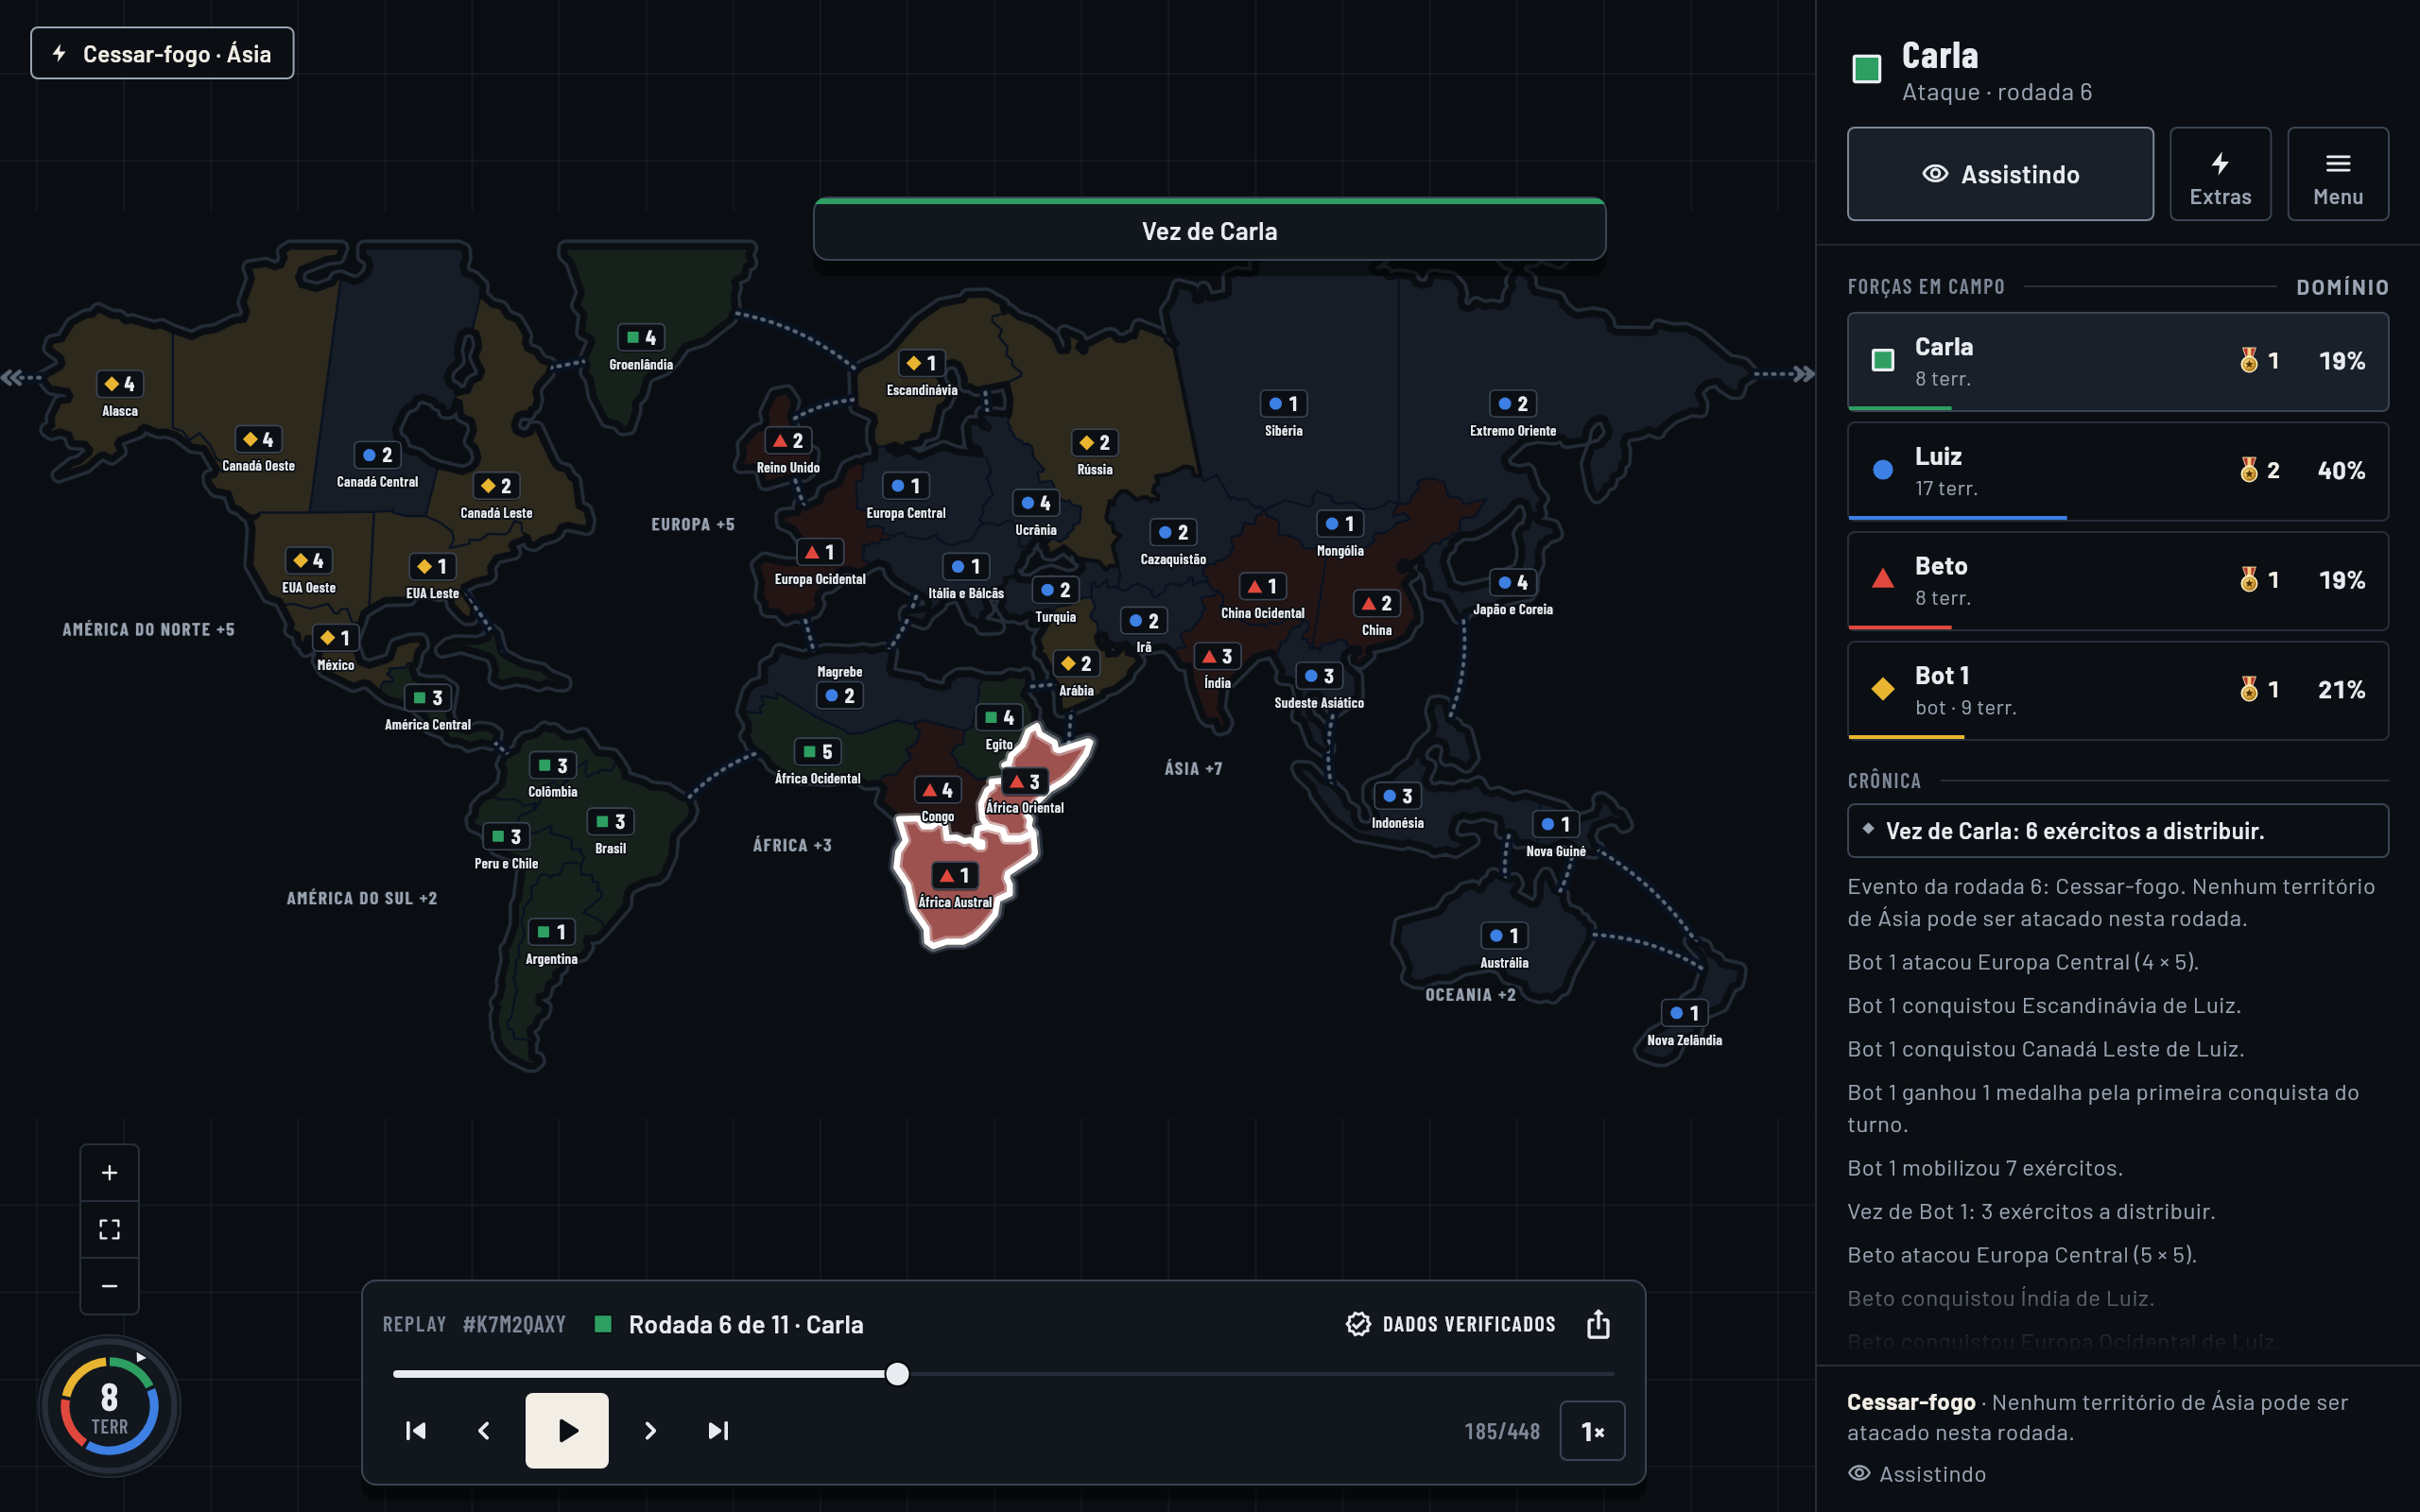 Cessar-fogo · Ásia
Vez de Carla
4
Groenlândia
1
Escandinávia
4
Alasca
1
Sibéria
2
Extremo Oriente
4
Canadá Oeste
2
Canadá Central
2
Reino Unido
2
Rússia
2
Canadá Leste
1
Europa Central
4
Ucrânia
EUROPA +5
2
Cazaquistão
1
Mongólia
4
EUA Oeste
1
EUA Leste
1
Europa Ocidental
1
Itália e Bálcãs
2
Turquia
1
China Ocidental
2
China
4
Japão e Coreia
AMÉRICA DO NORTE +5
1
México
2
Irã
2
Arábia
3
Índia
3
Sudeste Asiático
Magrebe
2
3
América Central
4
Egito
3
Colômbia
5
África Ocidental
ÁSIA +7
4
Congo
3
África Oriental
3
Peru e Chile
3
Brasil
ÁFRICA +3
3
Indonésia
1
Nova Guiné
AMÉRICA DO SUL +2
1
África Austral
1
Argentina
1
Austrália
OCEANIA +2
1
Nova Zelândia
+
−
8
TERR
REPLAY #K7M2QAXY Rodada 6 de 11 · Carla
DADOS VERIFICADOS
185/448
1×
Carla
Ataque · rodada 6
Assistindo
Extras
Menu
FORÇAS EM CAMPO
DOMÍNIO
Carla
8 terr.
1
19%
Luiz
17 terr.
2
40%
Beto
8 terr.
1
19%
Bot 1
bot · 9 terr.
1
21%
CRÔNICA
Vez de Carla: 6 exércitos a distribuir.
Evento da rodada 6: Cessar-fogo. Nenhum território
de Ásia pode ser atacado nesta rodada.
Bot 1 atacou Europa Central (4 × 5).
Bot 1 conquistou Escandinávia de Luiz.
Bot 1 conquistou Canadá Leste de Luiz.
Bot 1 ganhou 1 medalha pela primeira conquista do
turno.
Bot 1 mobilizou 7 exércitos.
Vez de Bot 1: 3 exércitos a distribuir.
Beto atacou Europa Central (5 × 5).
Beto conquistou Índia de Luiz.
Beto conquistou Europa Ocidental de Luiz.
Cessar-fogo · Nenhum território de Ásia pode ser
atacado nesta rodada.
Assistindo